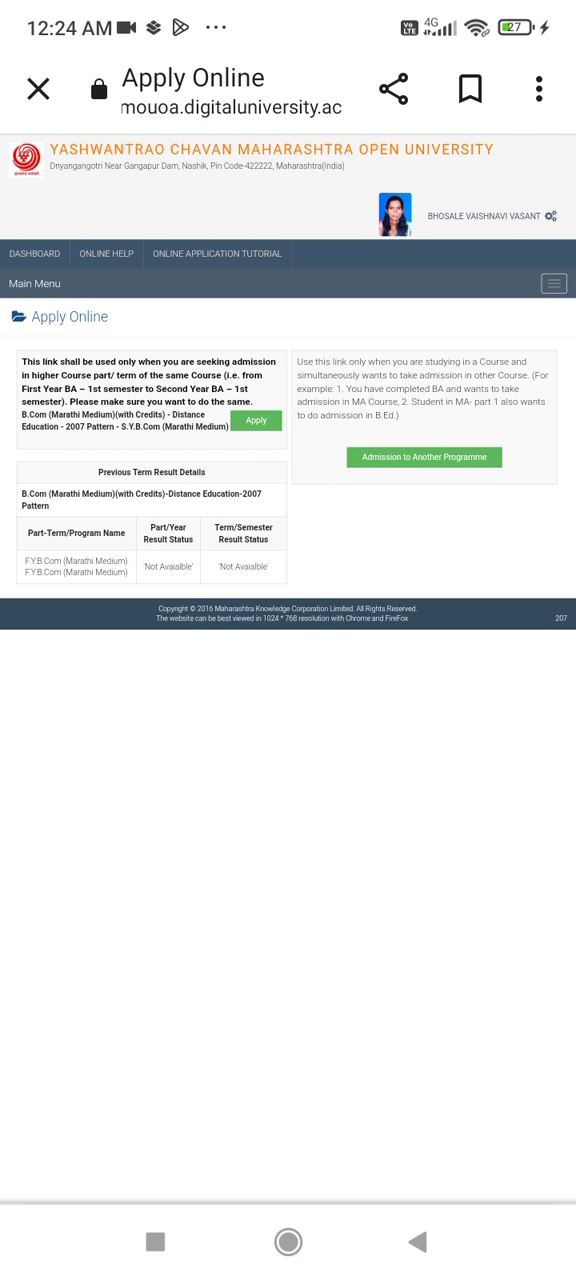 12:24 AM
Vo LTE 4G 27
Apply Online
mouoa.digitaluniversity.ac
YASHWANTRAO CHAVAN MAHARASHTRA OPEN UNIVERSITY
Dnyangangotri Near Gangapur Dam, Nashik, Pin Code-422222, Maharashtra(India)
BHOSALE VAISHNAVI VASANT
DASHBOARD ONLINE HELP ONLINE APPLICATION TUTORIAL
Main Menu
Apply Online
This link shall be used only when you are seeking admission
in higher Course part/ term of the same Course (i.e. from
First Year BA – 1st semester to Second Year BA – 1st
semester). Please make sure you want to do the same.
B.Com (Marathi Medium)(with Credits) - Distance
Education - 2007 Pattern - S.Y.B.Com (Marathi Medium)
Apply
Use this link only when you are studying in a Course and
simultaneously wants to take admission in other Course. (For
example: 1. You have completed BA and wants to take
admission in MA Course, 2. Student in MA- part 1 also wants
to do admission in B.Ed.)
Admission to Another Programme
Previous Term Result Details
B.Com (Marathi Medium)(with Credits)-Distance Education-2007
Pattern
Part-Term/Program Name
Part/Year
Result Status
Term/Semester
Result Status
F.Y.B.Com (Marathi Medium)
F.Y.B.Com (Marathi Medium)
'Not Avaialble'
'Not Avaialble'
Copyright © 2016 Maharashtra Knowledge Corporation Limited. All Rights Reserved.
The website can be best viewed in 1024 * 768 resolution with Chrome and FireFox
207